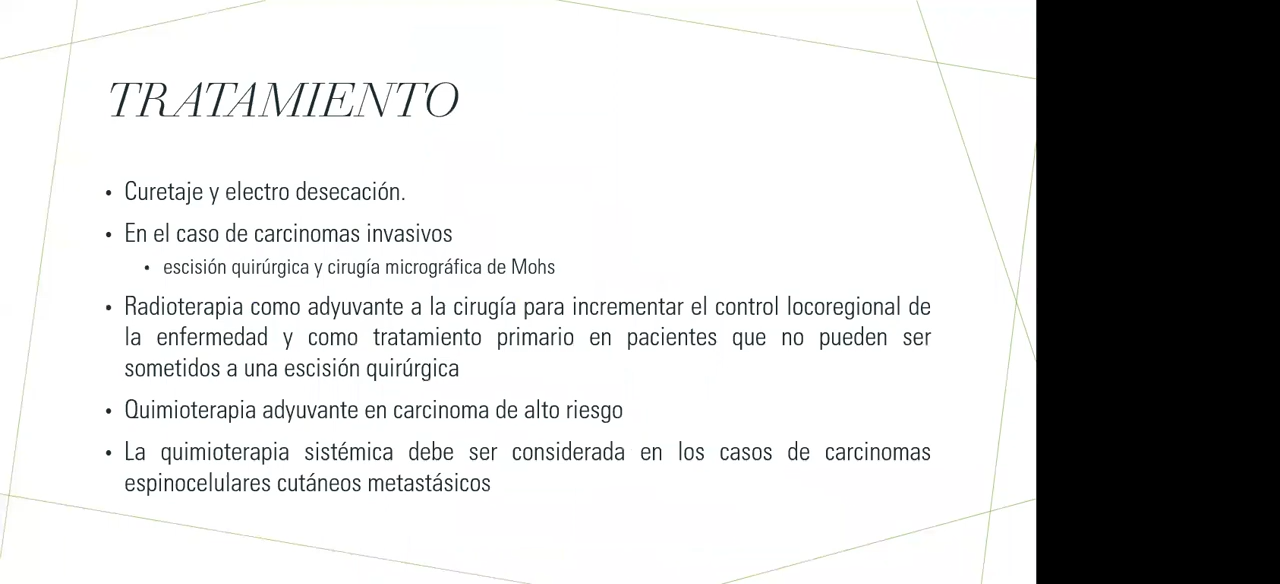 TRATAMIENTO
• Curetaje y electro desecación.
• En el caso de carcinomas invasivos
• escisión quirúrgica y cirugía micrográfica de Mohs
• Radioterapia como adyuvante a la cirugía para incrementar el control locoregional de
la enfermedad y como tratamiento primario en pacientes que no pueden ser
sometidos a una escisión quirúrgica
• Quimioterapia adyuvante en carcinoma de alto riesgo
• La quimioterapia sistémica debe ser considerada en los casos de carcinomas
espinocelulares cutáneos metastásicos